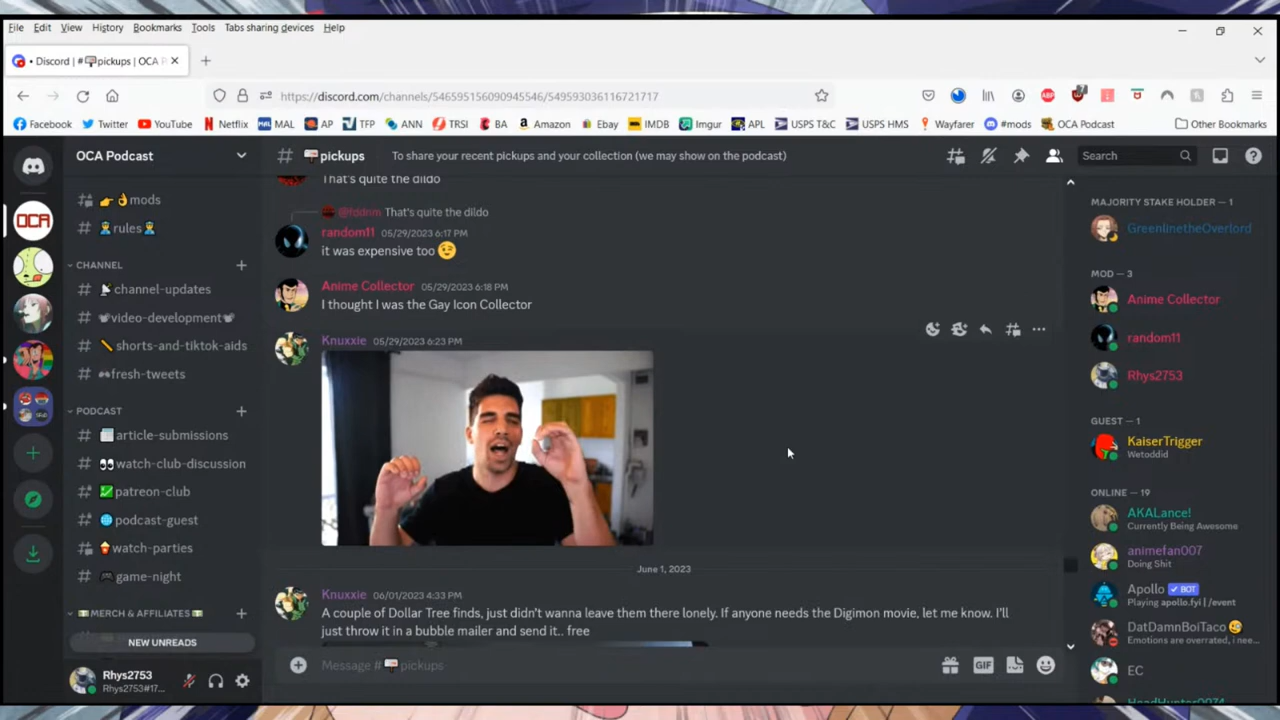 File Edit View History Bookmarks Tools Tabs sharing devices Help
• Discord | # pickups | OCA P
https://discord.com/channels/546595156090945546/549593036116721717
Facebook Twitter YouTube Netflix MAL AP TFP ANN TRSI BA Amazon Ebay IMDB Imgur APL USPS T&C USPS HMS Wayfarer #mods OCA Podcast Other Bookmarks
OCA Podcast
# pickups To share your recent pickups and your collection (we may show on the podcast)
Search
OCA
mods
rules
CHANNEL
channel-updates
video-development
shorts-and-tiktok-aids
fresh-tweets
PODCAST
article-submissions
watch-club-discussion
patreon-club
podcast-guest
watch-parties
game-night
MERCH & AFFILIATES
NEW UNREADS
Rhys2753
Rhys2753#17...
That's quite the dildo
That's quite the dildo
random11 05/29/2023 6:17 PM
it was expensive too 😉
Anime Collector 05/29/2023 6:18 PM
I thought I was the Gay Icon Collector
Knuxxie 05/29/2023 6:23 PM
June 1, 2023
Knuxxie 06/01/2023 4:33 PM
A couple of Dollar Tree finds, just didn't wanna leave them there lonely. If anyone needs the Digimon movie, let me know. I'll
just throw it in a bubble mailer and send it.. free
Message # pickups
GIF
MAJORITY STAKE HOLDER — 1
GreenlinetheOverlord
MOD — 3
Anime Collector
random11
Rhys2753
GUEST — 1
KaiserTrigger
Wetoddid
ONLINE — 19
AKALance!
Currently Being Awesome
animefan007
Doing Shit
Apollo ✓ BOT
Playing apollo.fyi | /event
DatDamnBoiTaco
Emotions are overrated, i nee...
EC
HeadHunter0074